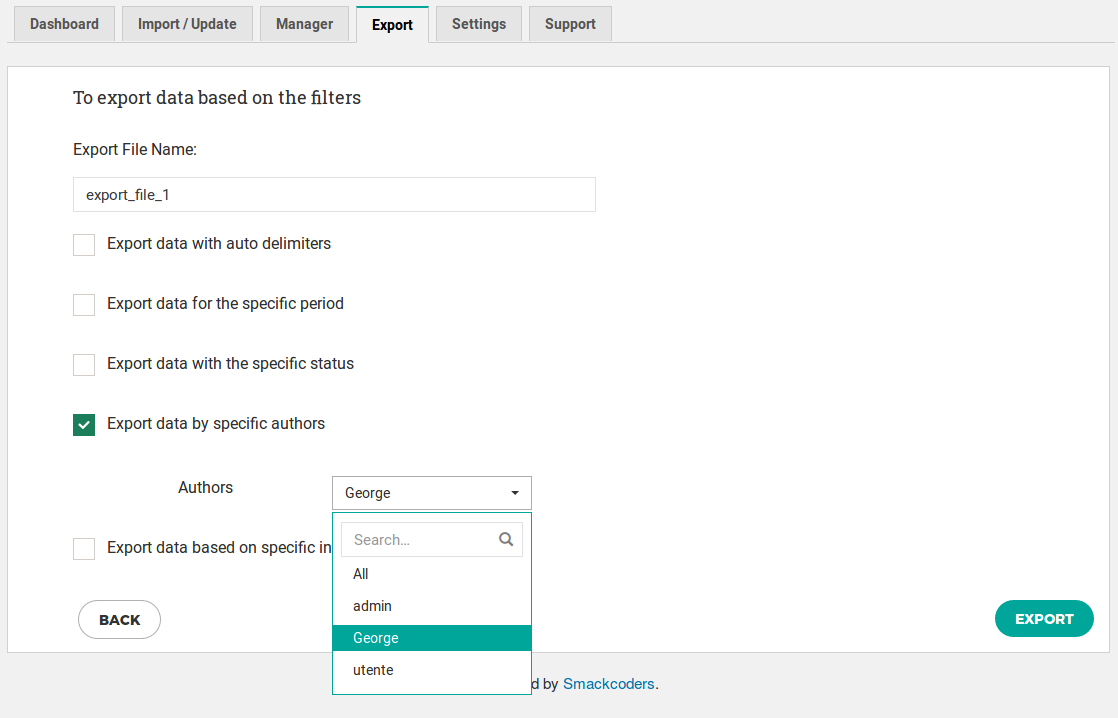 Dashboard Import / Update Manager Export Settings Support
To export data based on the filters
Export File Name:
export_file_1
Export data with auto delimiters
Export data for the specific period
Export data with the specific status
Export data by specific authors
Authors George
Search...
Export data based on specific in
All
admin
BACK EXPORT
George
utente
d by Smackcoders.